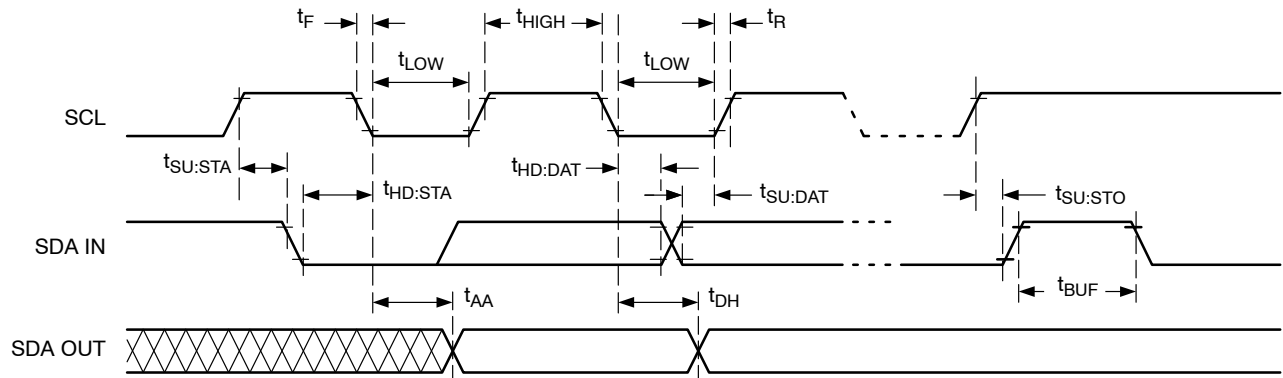 tF
tHIGH
tR
tLOW
tLOW
SCL
tSU:STA
tHD:STA
tHD:DAT
tSU:DAT
tSU:STO
SDA IN
tBUF
tAA
tDH
SDA OUT